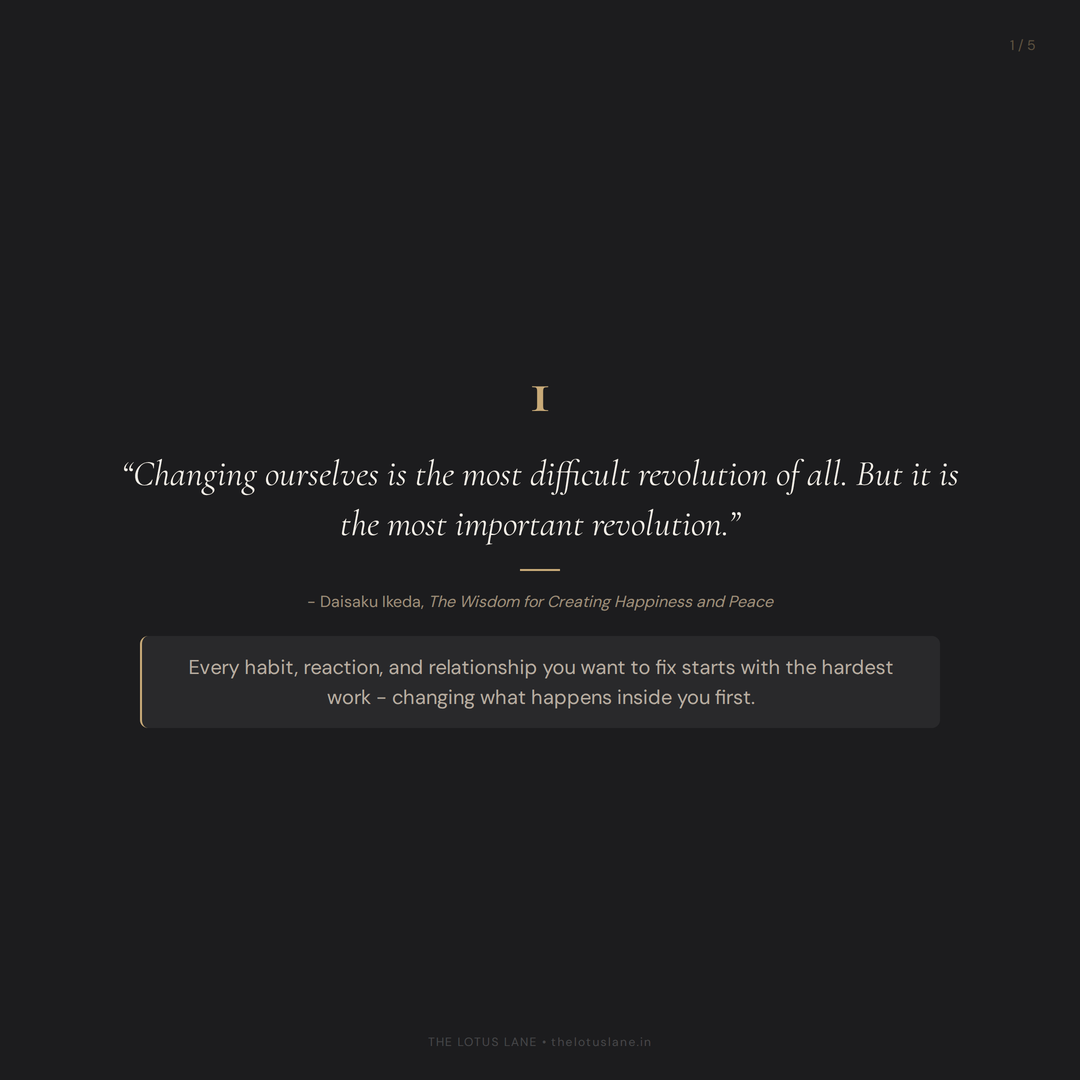 1 / 5
1
“Changing ourselves is the most difficult revolution of all. But it is
the most important revolution.”
– Daisaku Ikeda, The Wisdom for Creating Happiness and Peace
Every habit, reaction, and relationship you want to fix starts with the hardest
work – changing what happens inside you first.
THE LOTUS LANE • thelotuslane.in